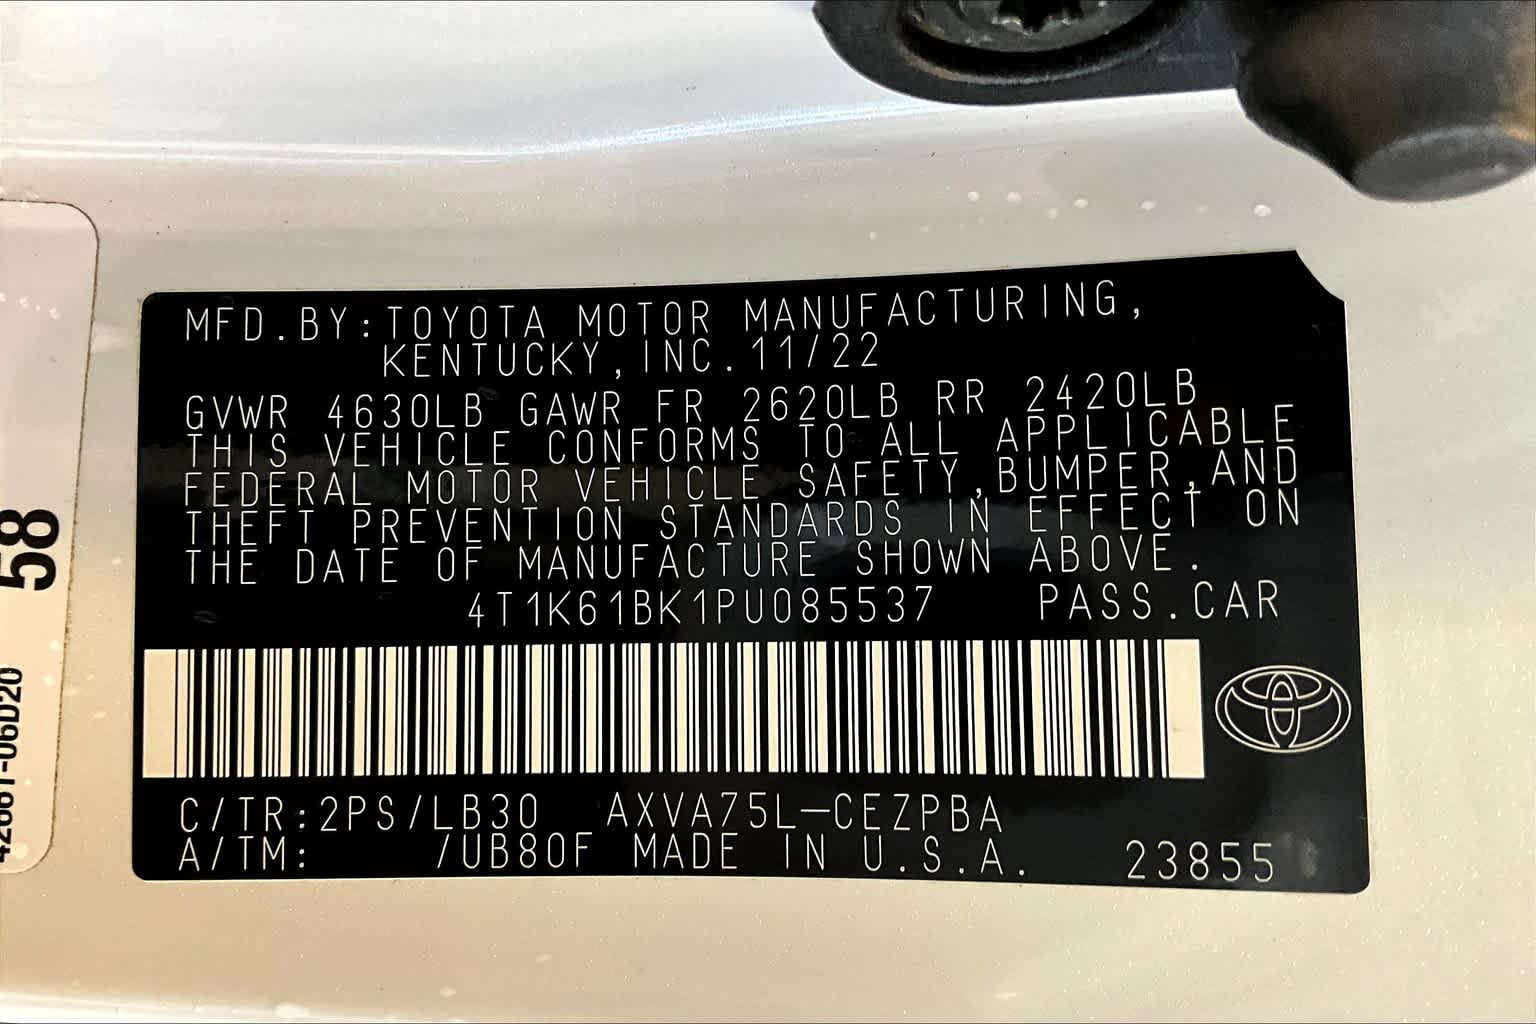 MFD.BY:TOYOTA MOTOR MANUFACTURING,
KENTUCKY,INC.11/22
GVWR 4630LB GAWR FR 2620LB RR 2420LB
THIS VEHICLE CONFORMS TO ALL APPLICABLE
FEDERAL MOTOR VEHICLE SAFETY,BUMPER,AND
THEFT PREVENTION STANDARDS IN EFFECT ON
THE DATE OF MANUFACTURE SHOWN ABOVE.
4T1K61BK1PU085537 PASS.CAR
C/TR:2PS/LB30 AXVA75L-CEZPBA
A/TM: /UB80F MADE IN U.S.A. 23855
58